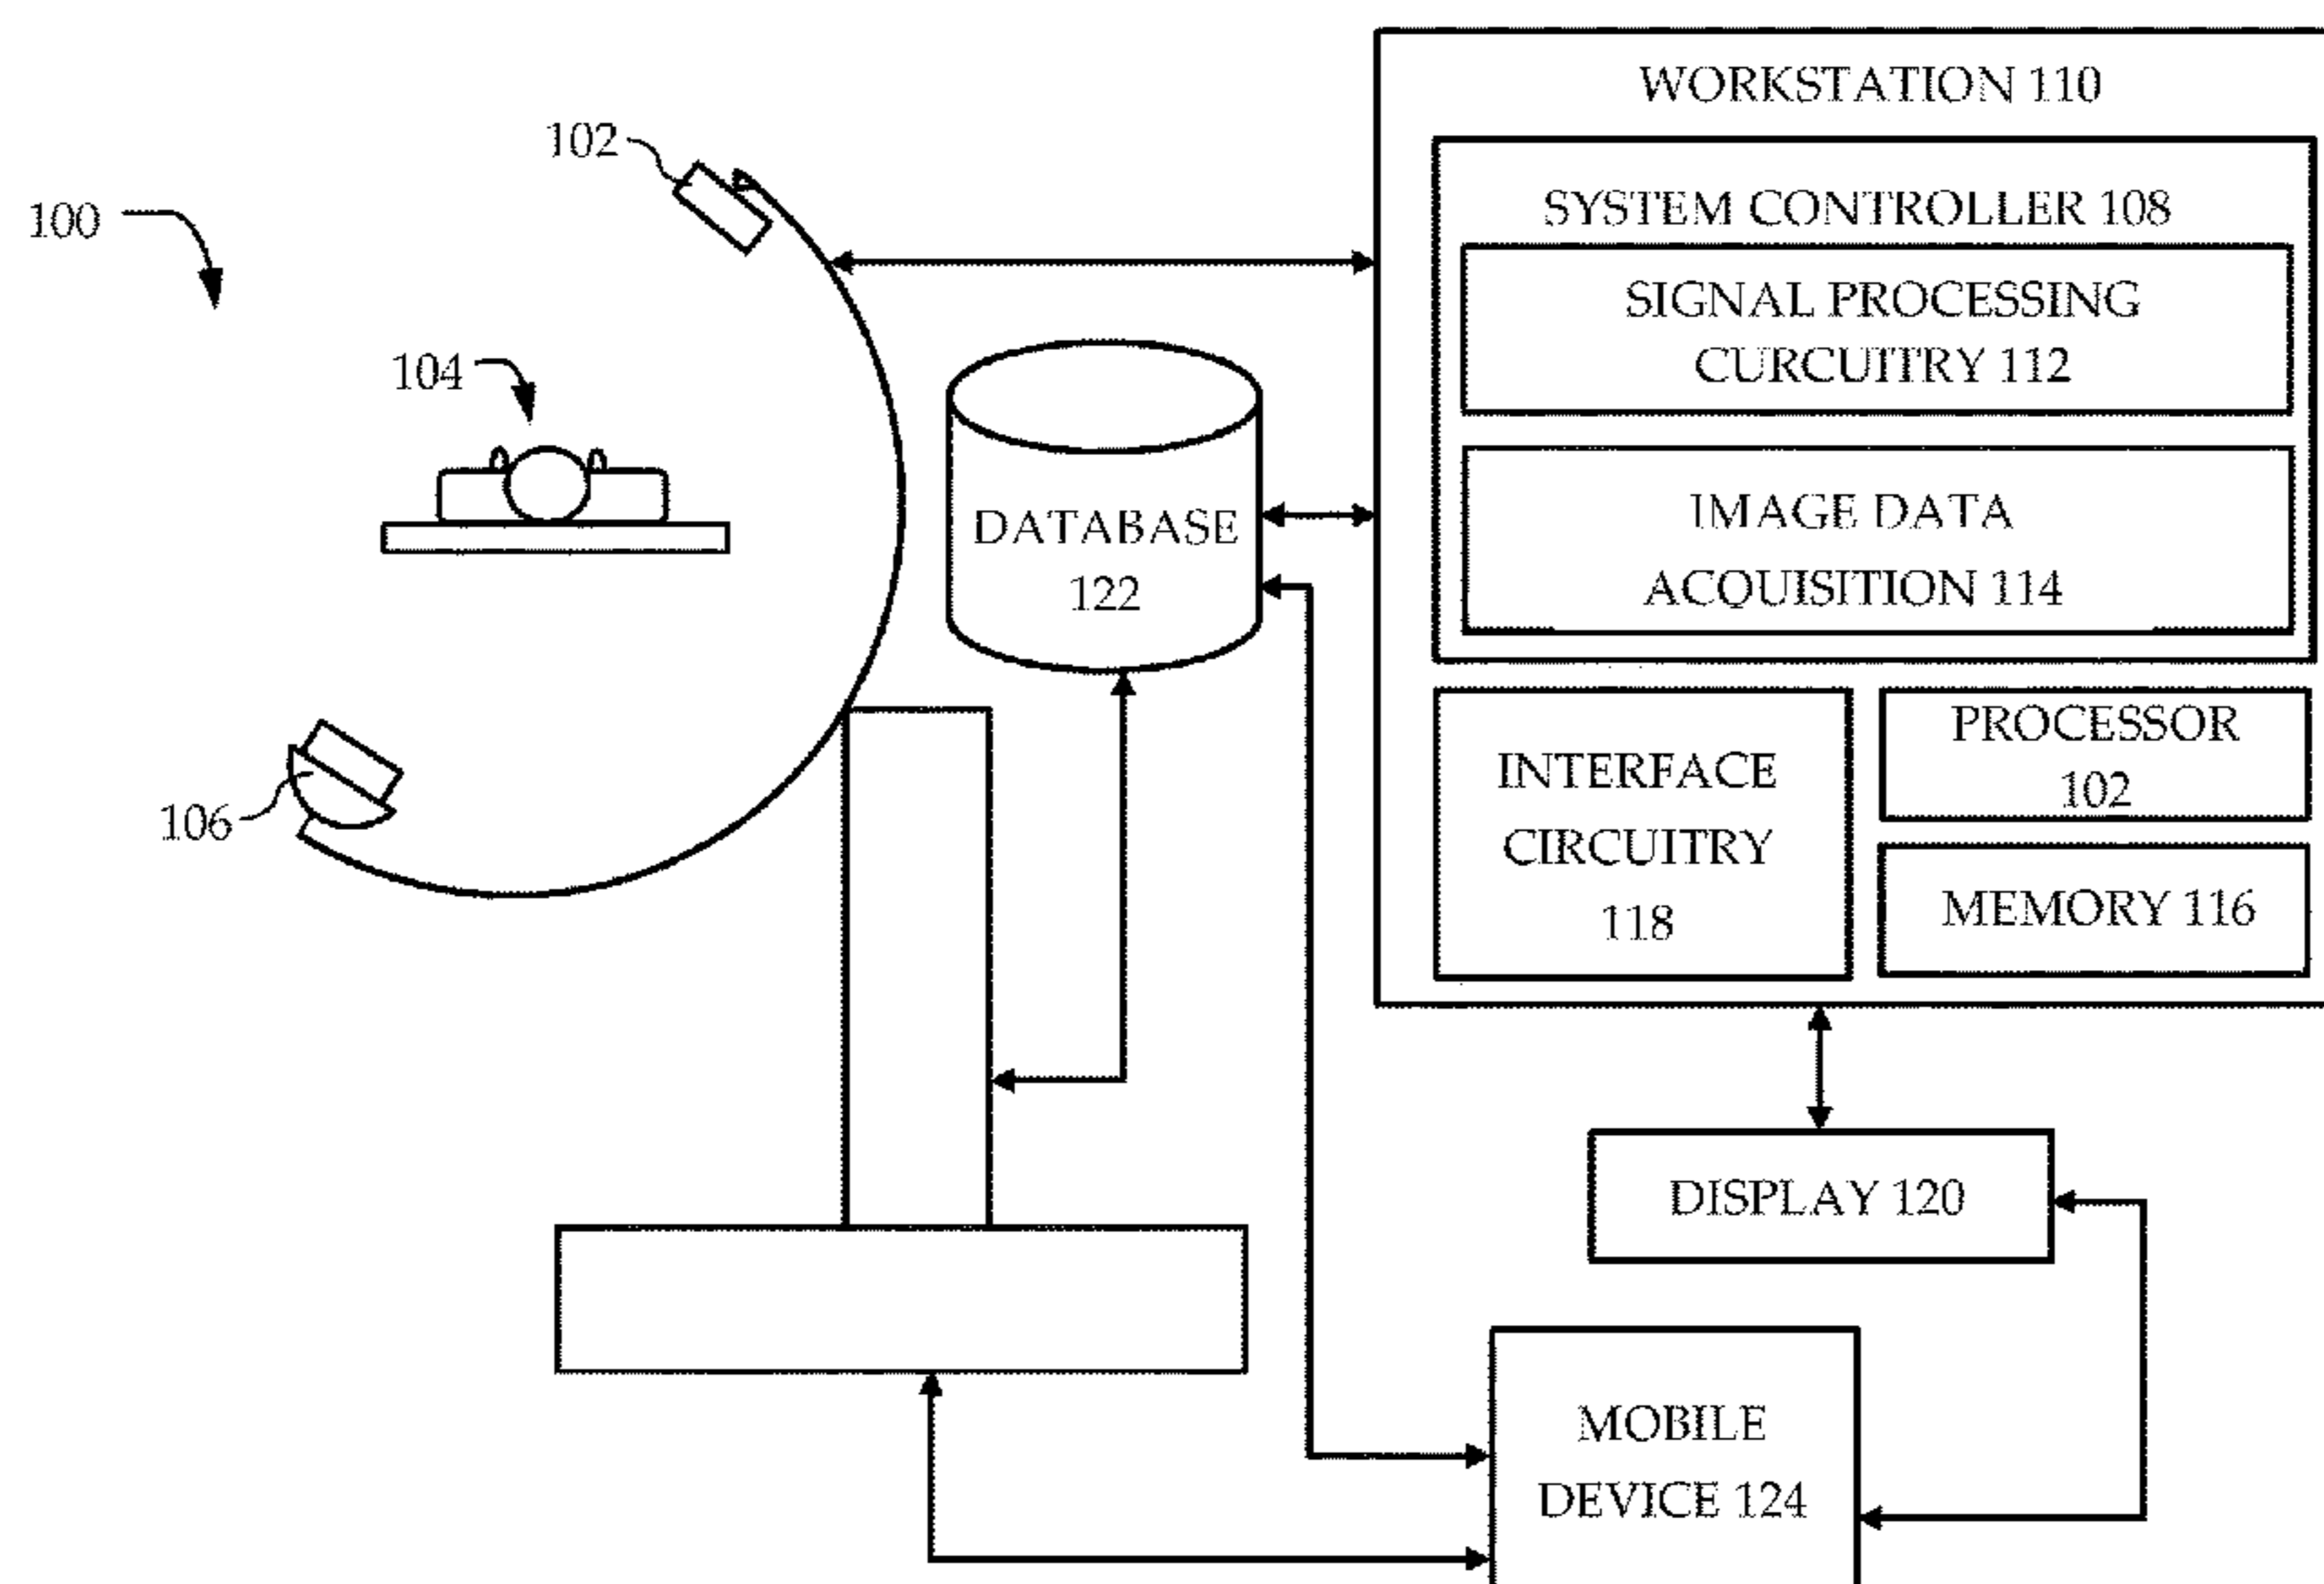 100
102
104
106
DATABASE
122
WORKSTATION 110
SYSTEM CONTROLLER 108
SIGNAL PROCESSING
CURCUITRY 112
IMAGE DATA
ACQUISITION 114
INTERFACE
CIRCUITRY
118
PROCESSOR
102
MEMORY 116
DISPLAY 120
MOBILE
DEVICE 124